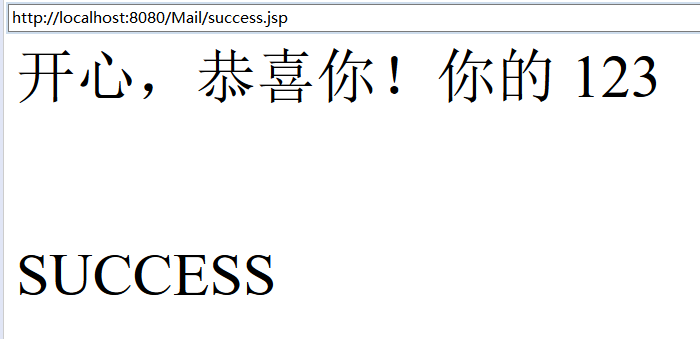 http://localhost:8080/Mail/success.jsp
开心，恭喜你！你的 123
SUCCESS